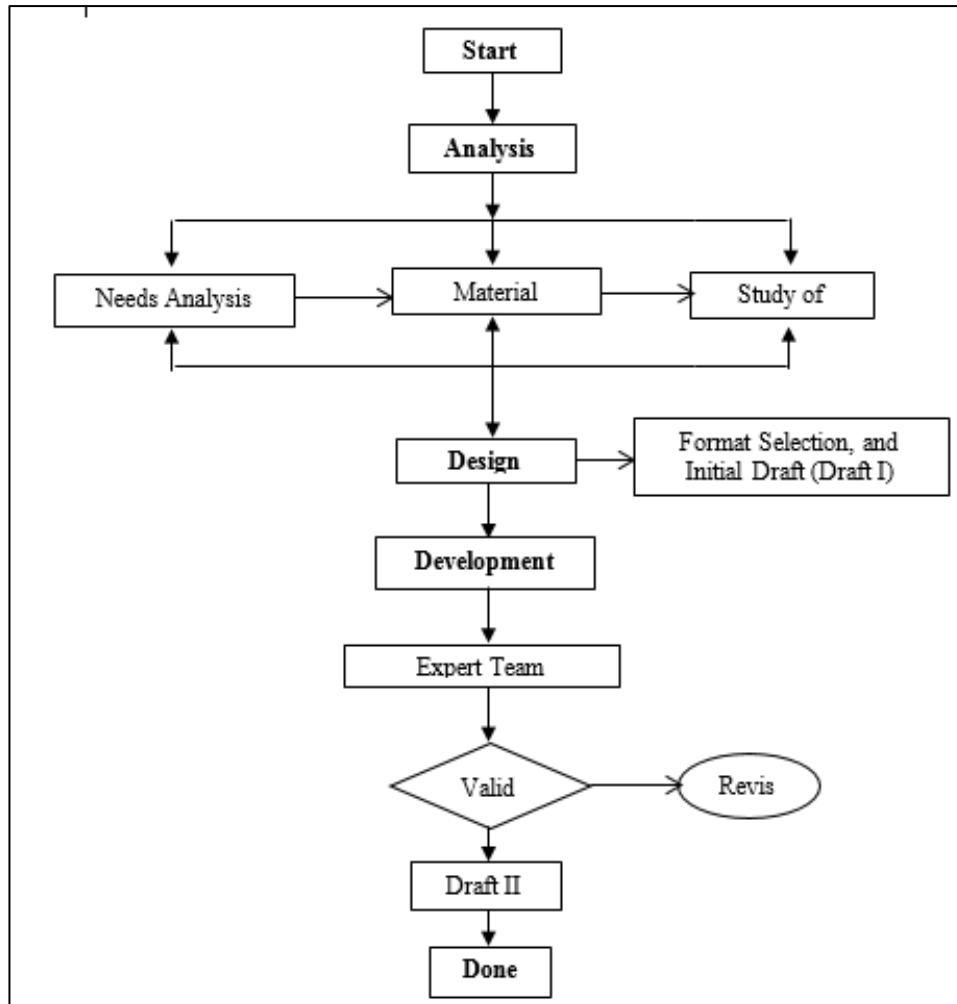 Start
Analysis
Needs Analysis
Material
Study of
Design
Format Selection, and
Initial Draft (Draft I)
Development
Expert Team
Valid
Revis
Draft II
Done